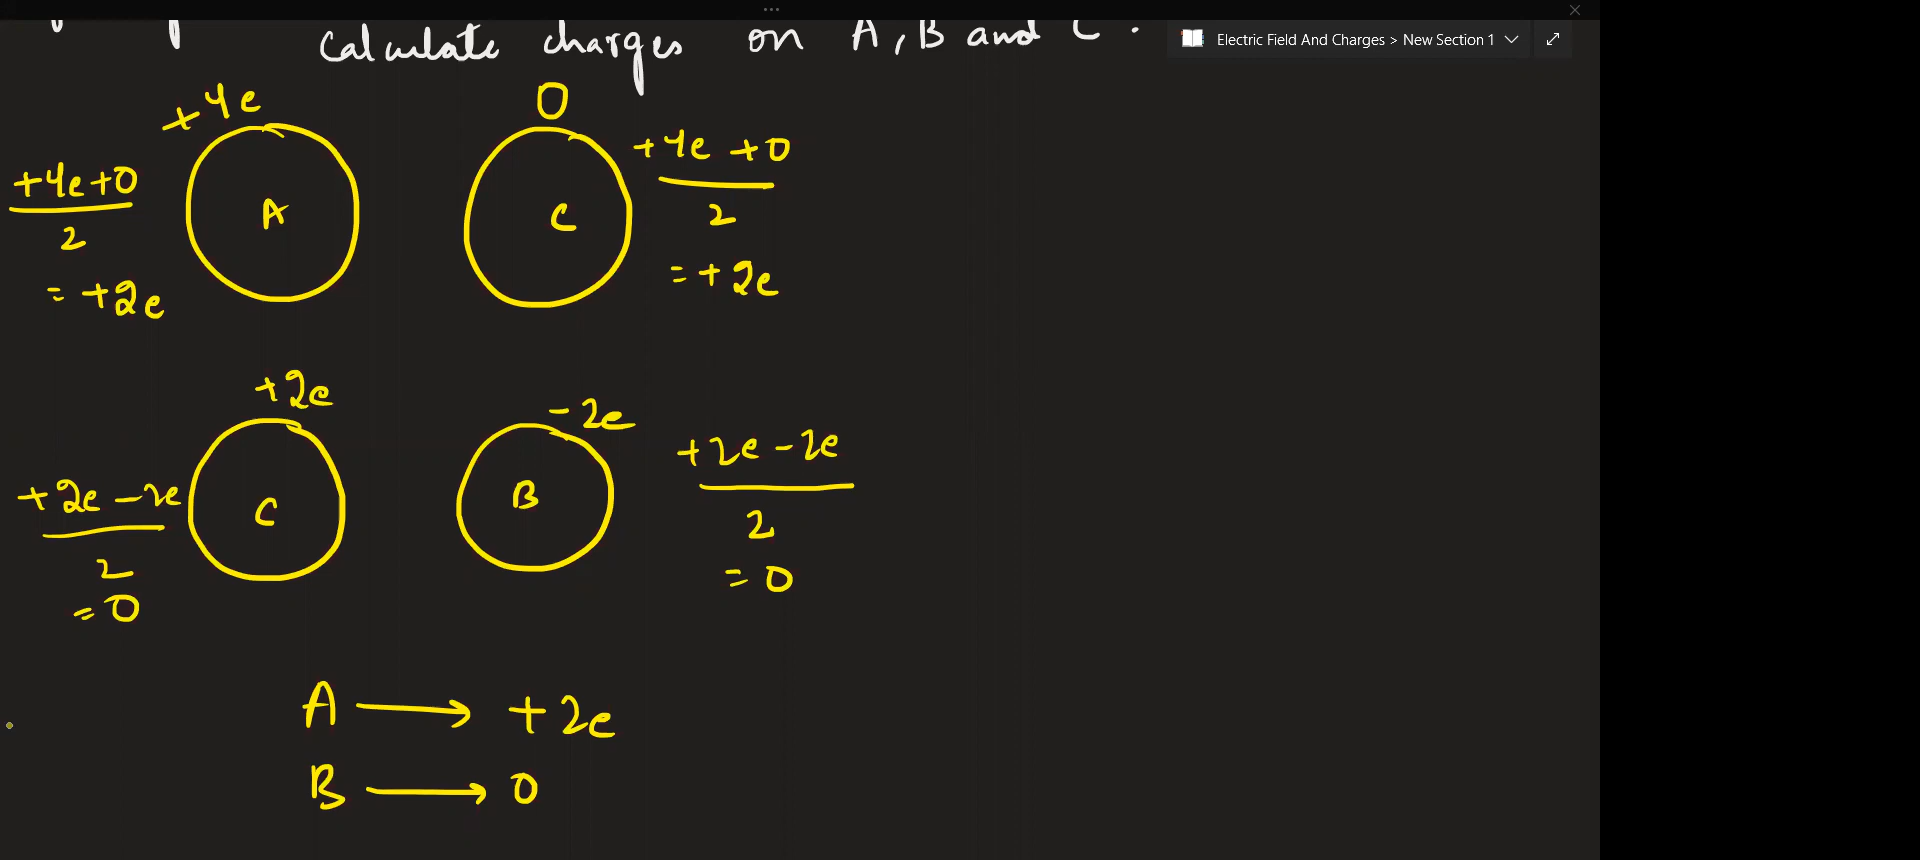 Calculate charges on A, B and C.
Electric Field And Charges > New Section 1
+4e
0
+4e+0
2
= +2e
A
C
+4e +0
2
= +2e
+2e
-2e
+2e -2e
2
= 0
C
B
+2e -2e
2
= 0
A → +2e
B → 0